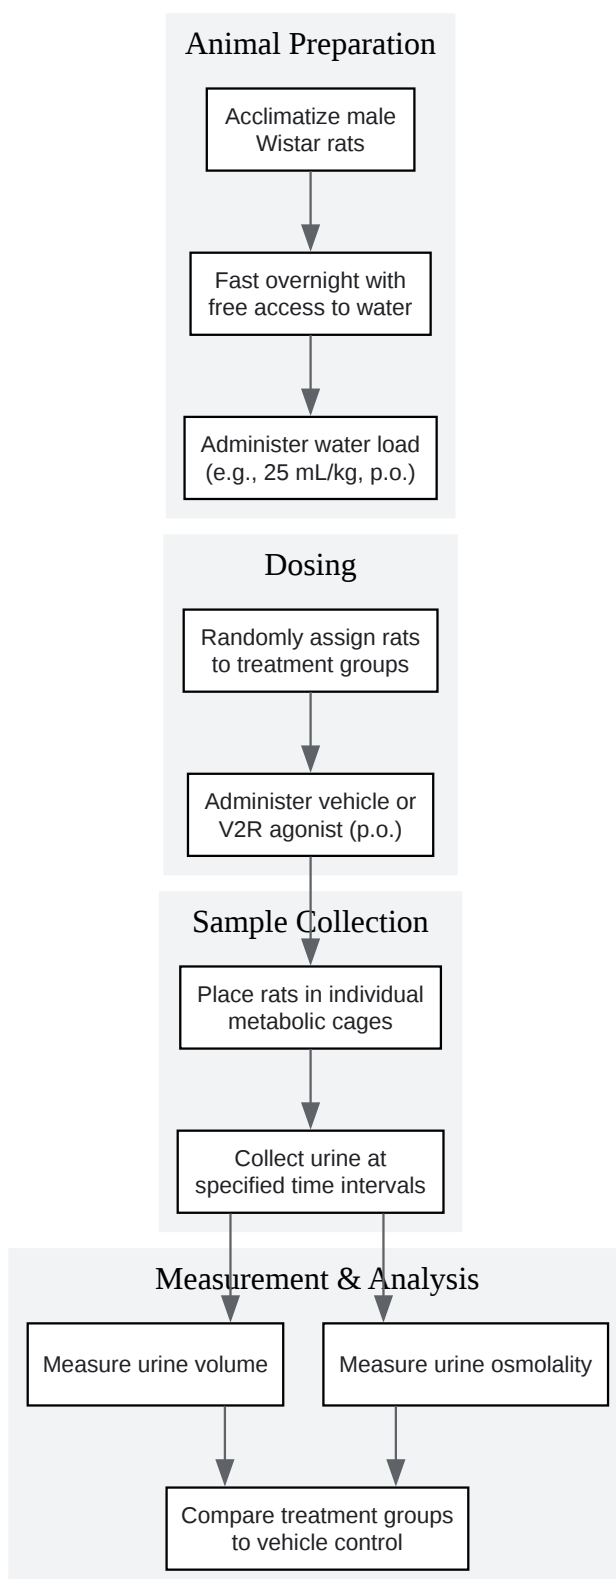 Animal Preparation
Acclimatize male
Wistar rats
Fast overnight with
free access to water
Administer water load
(e.g., 25 mL/kg, p.o.)
Dosing
Randomly assign rats
to treatment groups
Administer vehicle or
V2R agonist (p.o.)
Sample Collection
Place rats in individual
metabolic cages
Collect urine at
specified time intervals
Measurement & Analysis
Measure urine volume
Measure urine osmolality
Compare treatment groups
to vehicle control